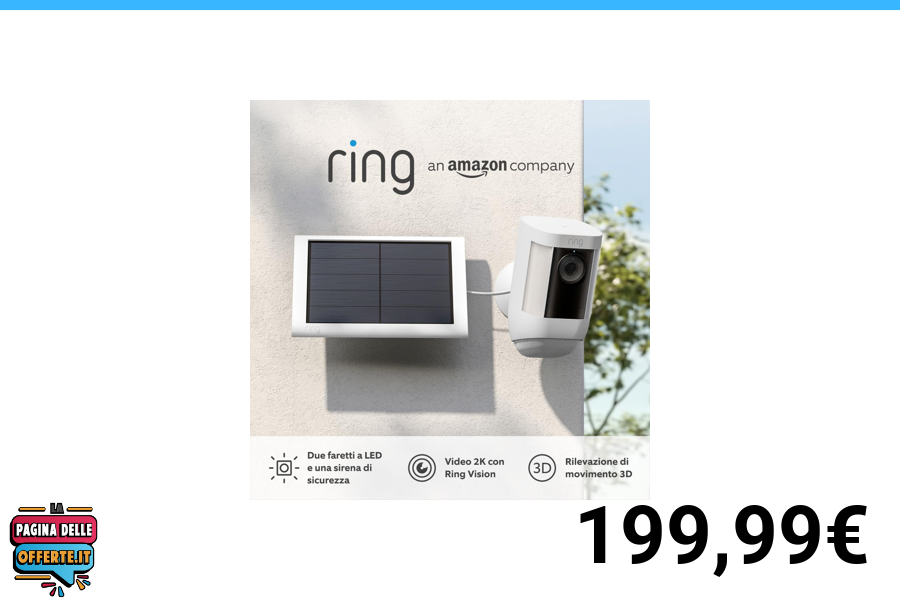 ring an amazon company
ring
Due faretti a LED
e una sirena di
sicurezza
Video 2K con
Ring Vision
3D
Rilevazione di
movimento 3D
LA
PAGINA DELLE
OFFERTE.IT
199,99€